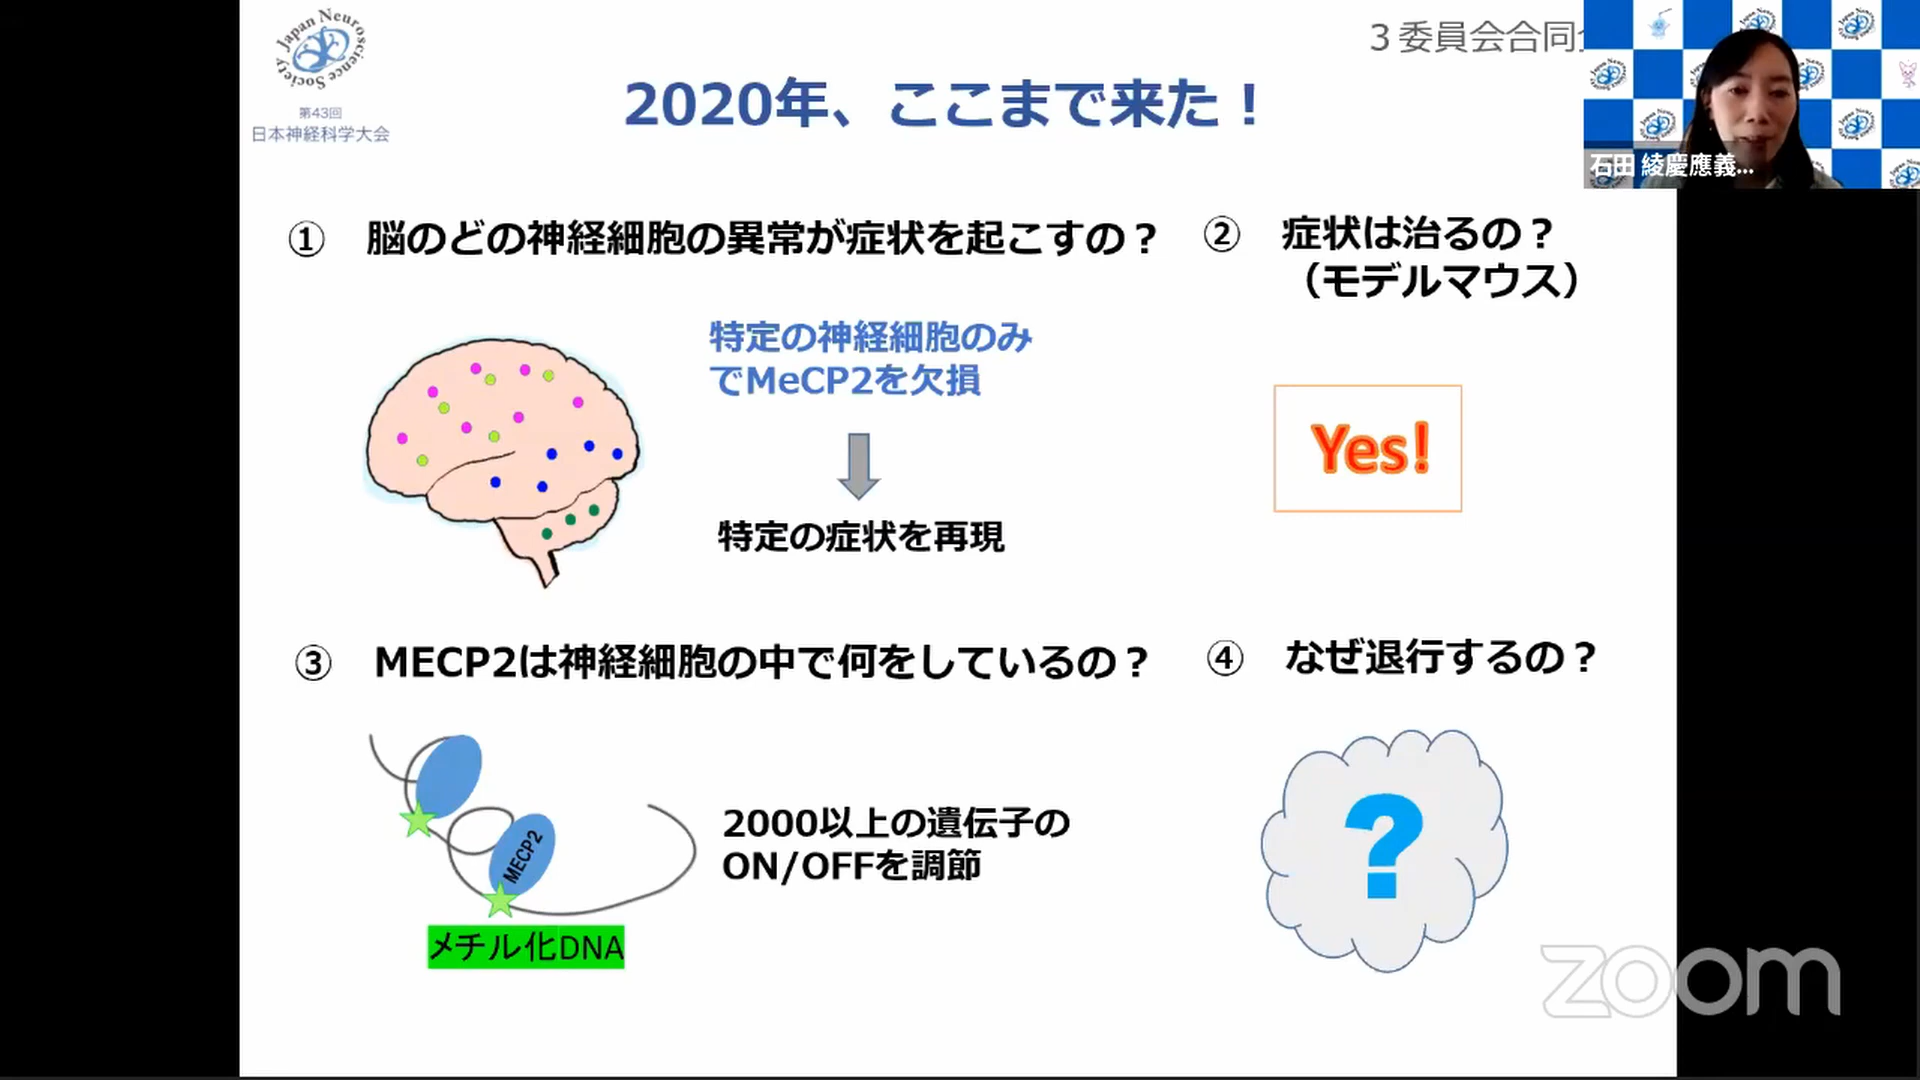 Japan Neuroscience Society
第43回
日本神経科学大会
３委員会合同
2020年、ここまで来た！
石田 綾慶應義...
① 脳のどの神経細胞の異常が症状を起こすの？
特定の神経細胞のみ
でMeCP2を欠損
特定の症状を再現
② 症状は治るの？
（モデルマウス）
Yes!
③ MECP2は神経細胞の中で何をしているの？
MECP2
メチル化DNA
2000以上の遺伝子の
ON/OFFを調節
④ なぜ退行するの？
?
zoom